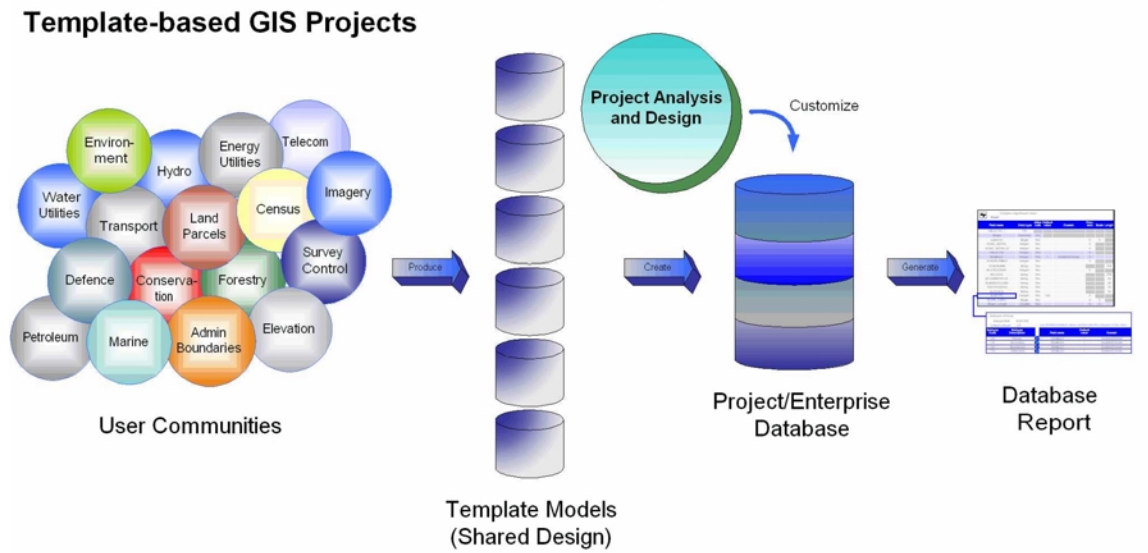 Template-based GIS Projects
Environ-
ment
Hydro
Energy
Utilities
Telecom
Water
Utilities
Transport
Land
Parcels
Census
Imagery
Defence
Conserva-
tion
Forestry
Survey
Control
Petroleum
Marine
Admin
Boundaries
Elevation
User Communities
Produce
Template Models
(Shared Design)
Project Analysis
and Design
Customize
Create
Project/Enterprise
Database
Generate
Database
Report